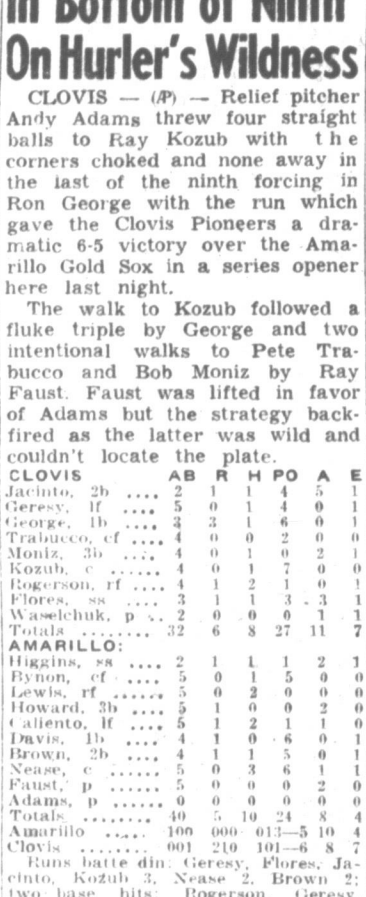 in Bottom of Ninth
On Hurler's Wildness
CLOVIS — (AP) — Relief pitcher
Andy Adams threw four straight
balls to Ray Kozub with the
corners choked and none away in
the last of the ninth forcing in
Ron George with the run which
gave the Clovis Pioneers a dra-
matic 6-5 victory over the Ama-
rillo Gold Sox in a series opener
here last night.
The walk to Kozub followed a
fluke triple by George and two
intentional walks to Pete Tra-
bucco and Bob Moniz by Ray
Faust. Faust was lifted in favor
of Adams but the strategy back-
fired as the latter was wild and
couldn't locate the plate.
CLOVIS AB R H PO A E
Jacinto, 2b .... 2 1 1 4 5 1
Geresy, lf .... 5 0 1 4 0 1
George, 1b .... 3 3 1 6 0 1
Trabucco, cf .. 4 0 0 2 0 0
Moniz, 3b .... 4 0 1 0 2 1
Kozub, c ...... 4 0 1 7 0 0
Rogerson, rf .. 4 1 2 1 0 1
Flores, ss .... 3 1 1 3 3 1
Waselchuk, p .. 2 0 0 0 1 1
Totals ........ 32 6 8 27 11 7
AMARILLO:
Higgins, ss .... 2 1 1 1 2 1
Bynon, cf .... 5 0 1 5 0 0
Lewis, rf ...... 5 0 2 0 0 0
Howard, 3b .... 5 1 0 0 2 0
Caliento, lf .... 5 1 2 1 1 0
Davis, 1b .... 4 1 0 6 0 1
Brown, 2b .... 4 1 1 5 0 1
Nease, c ...... 5 0 3 6 1 1
Faust, p ...... 5 0 0 0 2 0
Adams, p ...... 0 0 0 0 0 0
Totals ........ 40 5 10 24 8 4
Amarillo ..... 100 000 013—5 10 4
Clovis ........ 001 210 101—6 8 7
Runs batte din: Geresy, Flores, Ja-
cinto, Kozub 3, Nease 2, Brown 2;
two base hits: Rogerson, Geresy,